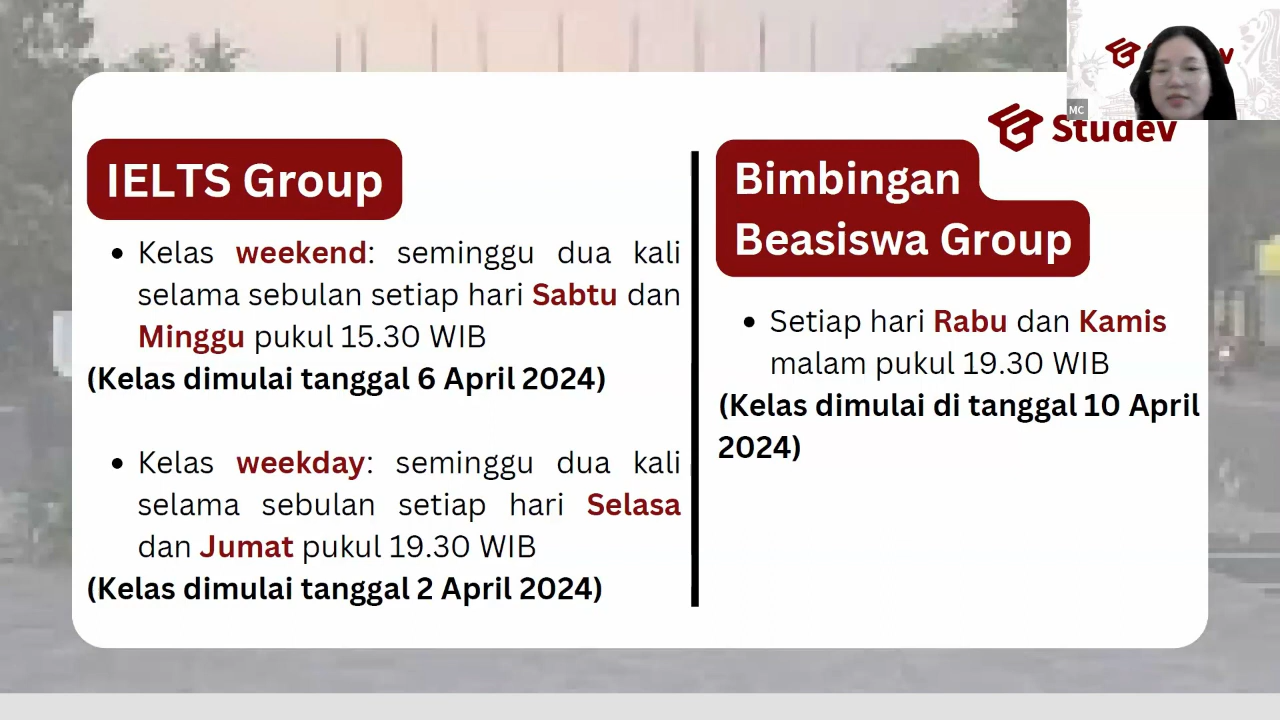 MC
Studev
IELTS Group
• Kelas weekend: seminggu dua kali
selama sebulan setiap hari Sabtu dan
Minggu pukul 15.30 WIB
(Kelas dimulai tanggal 6 April 2024)
• Kelas weekday: seminggu dua kali
selama sebulan setiap hari Selasa
dan Jumat pukul 19.30 WIB
(Kelas dimulai tanggal 2 April 2024)
Bimbingan
Beasiswa Group
• Setiap hari Rabu dan Kamis
malam pukul 19.30 WIB
(Kelas dimulai di tanggal 10 April
2024)